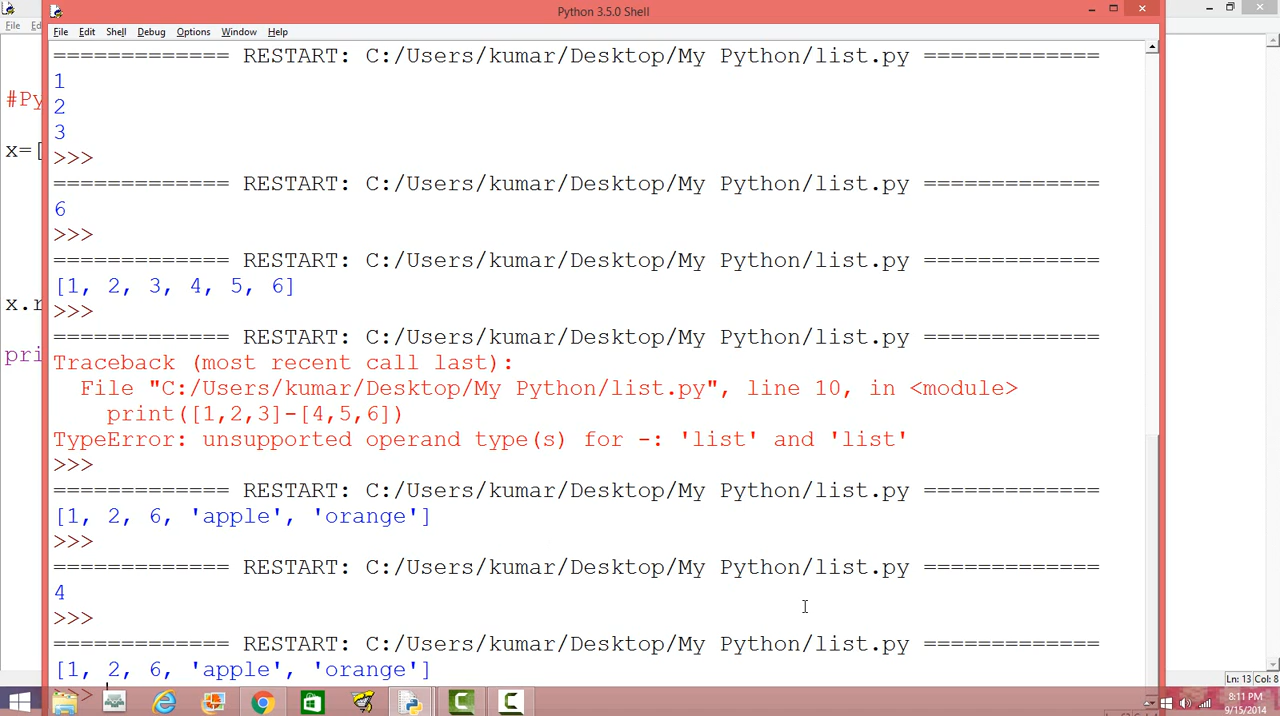 Python 3.5.0 Shell
File Edit Shell Debug Options Window Help
File
============= RESTART: C:/Users/kumar/Desktop/My Python/list.py =============
1
2
3
>>>
============= RESTART: C:/Users/kumar/Desktop/My Python/list.py =============
6
>>>
============= RESTART: C:/Users/kumar/Desktop/My Python/list.py =============
[1, 2, 3, 4, 5, 6]
>>>
============= RESTART: C:/Users/kumar/Desktop/My Python/list.py =============
Traceback (most recent call last):
File "C:/Users/kumar/Desktop/My Python/list.py", line 10, in <module>
print([1,2,3]-[4,5,6])
TypeError: unsupported operand type(s) for -: 'list' and 'list'
>>>
============= RESTART: C:/Users/kumar/Desktop/My Python/list.py =============
[1, 2, 6, 'apple', 'orange']
>>>
============= RESTART: C:/Users/kumar/Desktop/My Python/list.py =============
4
>>>
============= RESTART: C:/Users/kumar/Desktop/My Python/list.py =============
[1, 2, 6, 'apple', 'orange']
>>>
#Py
x=[
x.r
pri
Ln: 13 Col: 8
8:11 PM
9/15/2014